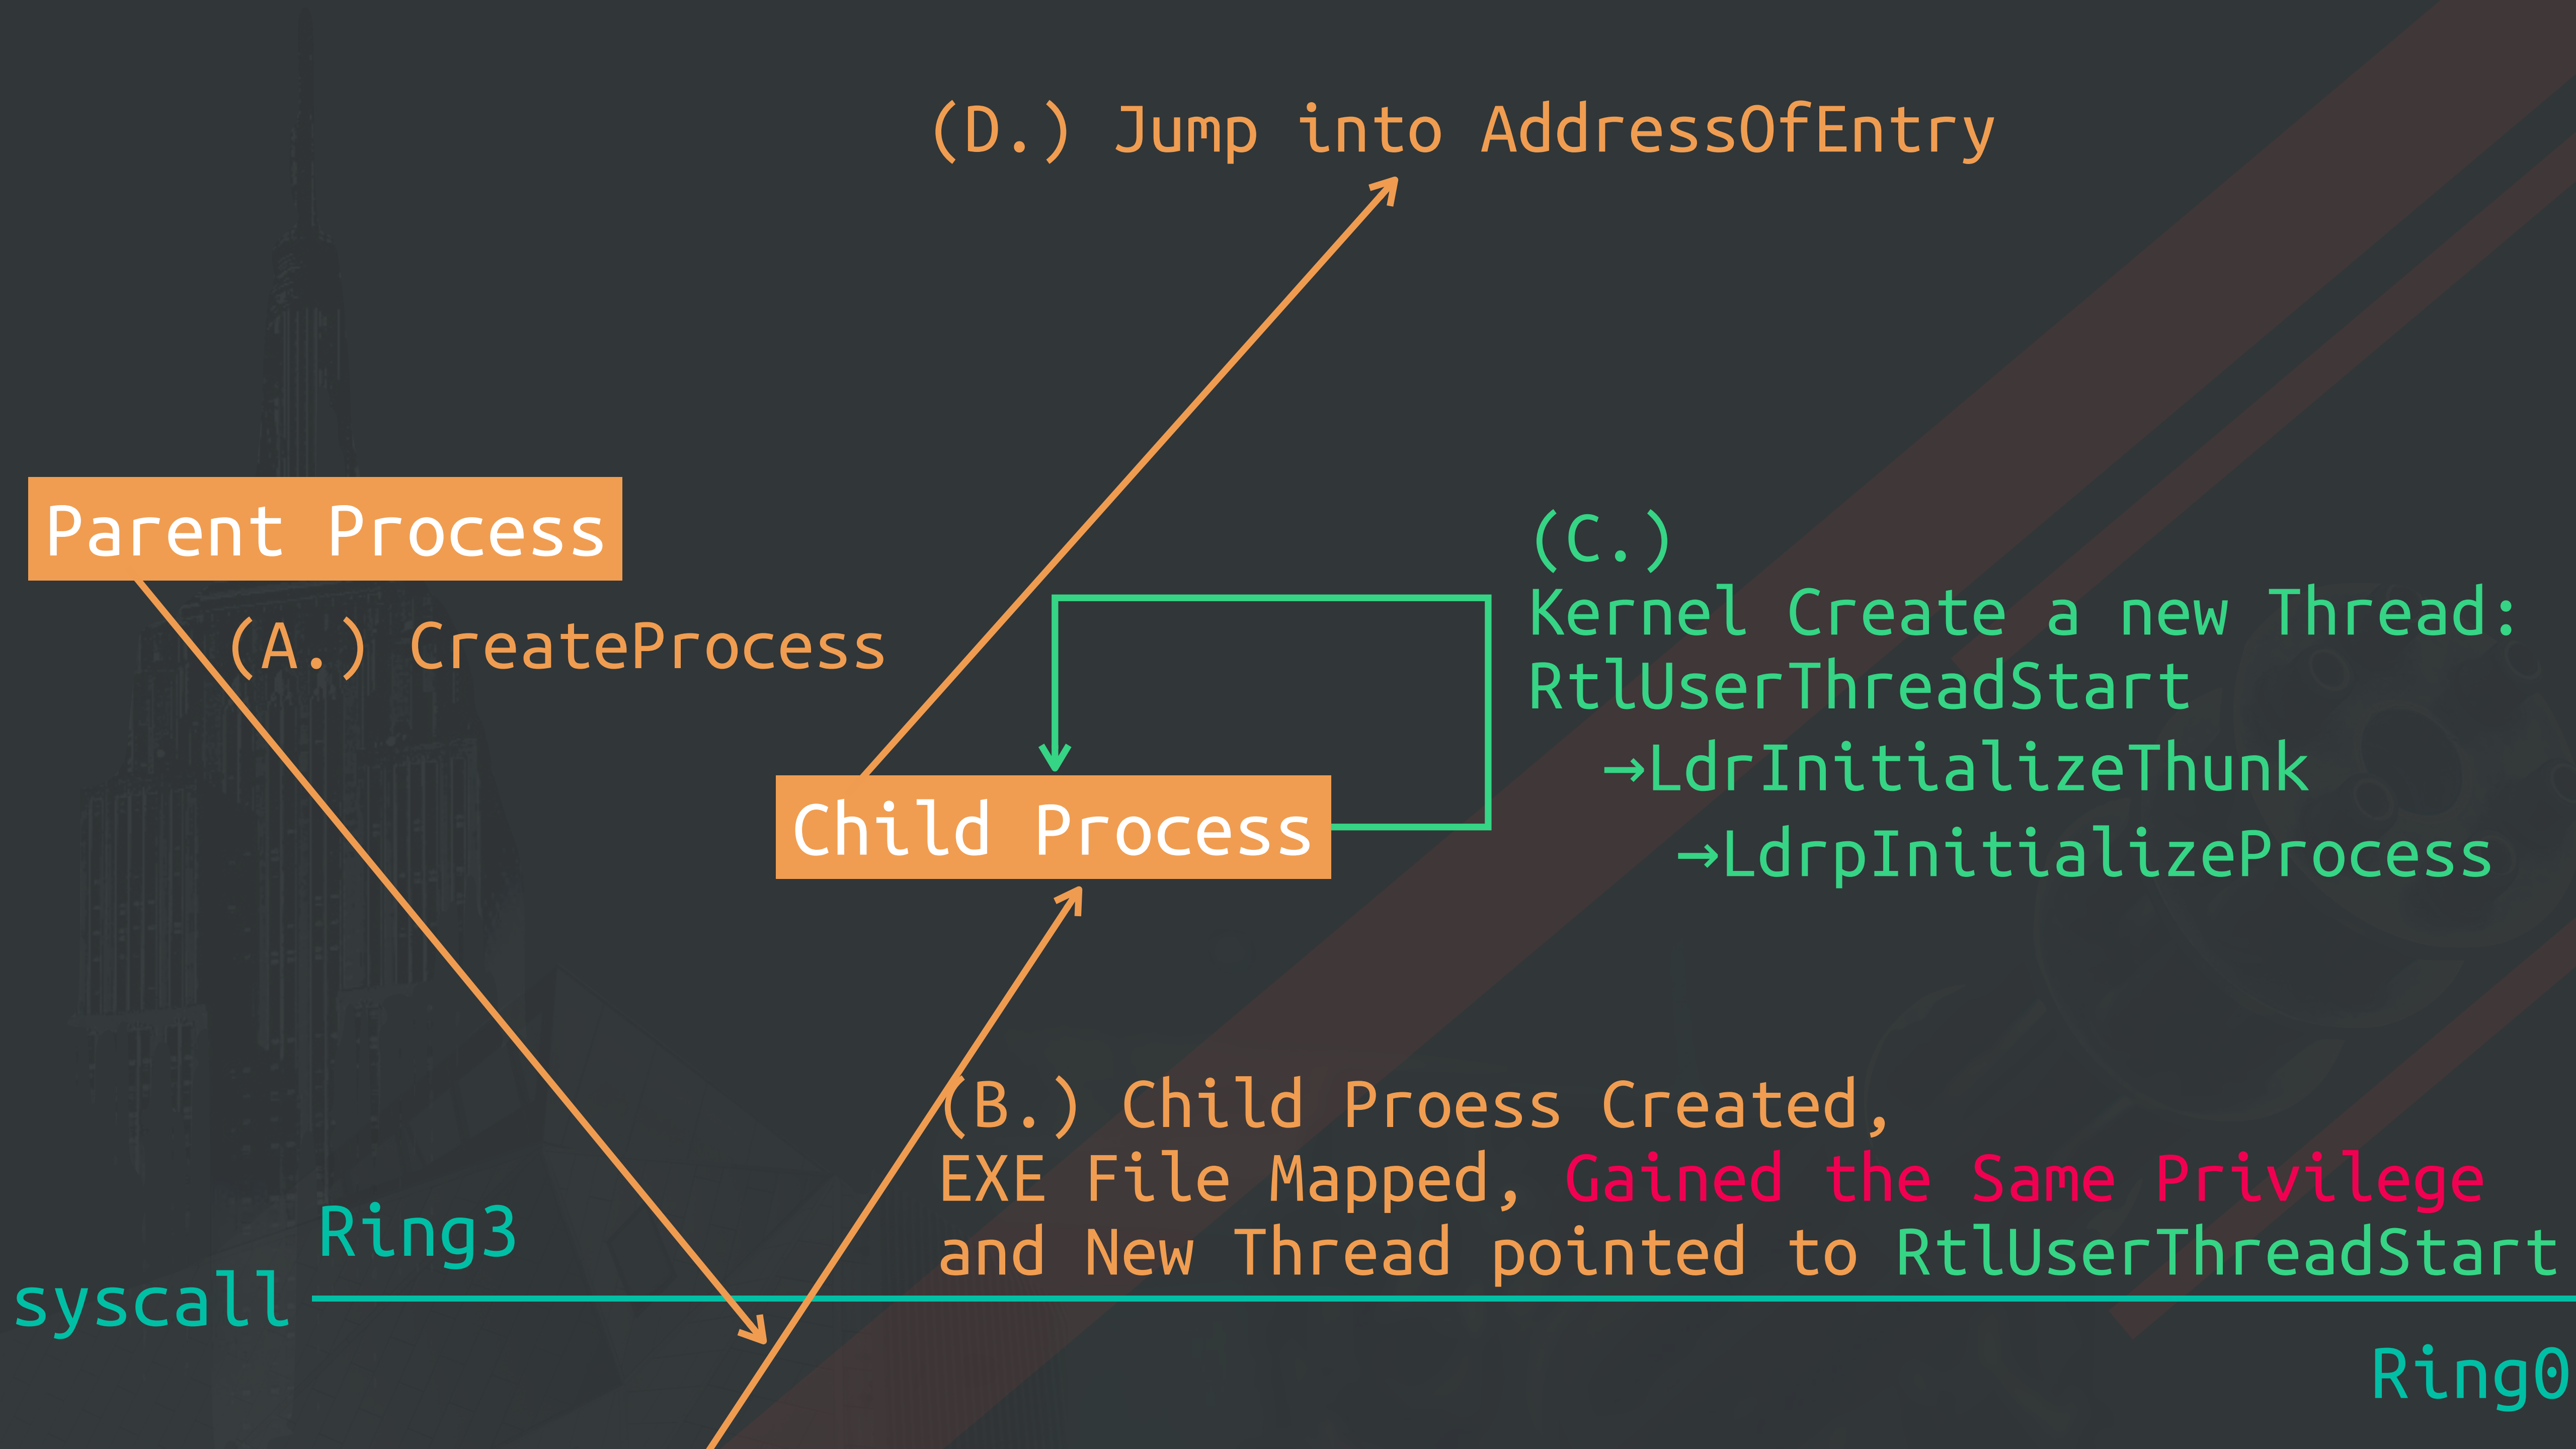 (D.) Jump into AddressOfEntry
Parent Process
(A.) CreateProcess
(C.)
Kernel Create a new Thread:
RtlUserThreadStart
→LdrInitializeThunk
→LdrpInitializeProcess
Child Process
(B.) Child Proess Created,
EXE File Mapped, Gained the Same Privilege
and New Thread pointed to RtlUserThreadStart
Ring3
syscall
Ring0